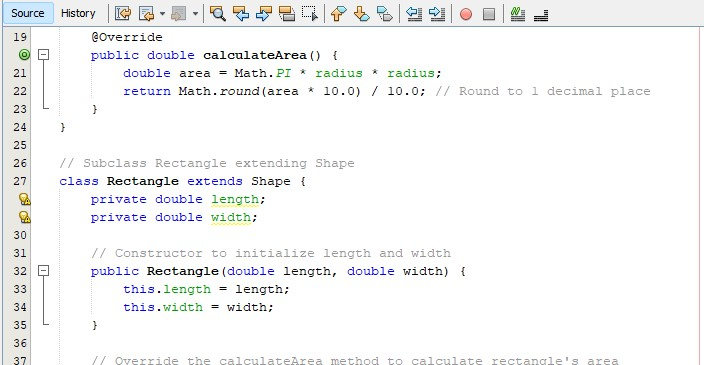 Source History
19 @Override
public double calculateArea() {
21 double area = Math.PI * radius * radius;
22 return Math.round(area * 10.0) / 10.0; // Round to 1 decimal place
23 }
24 }
25
26 // Subclass Rectangle extending Shape
27 class Rectangle extends Shape {
private double length;
private double width;
30
31 // Constructor to initialize length and width
32 public Rectangle(double length, double width) {
33 this.length = length;
34 this.width = width;
35 }
36
37 // Override the calculateArea method to calculate rectangle's area